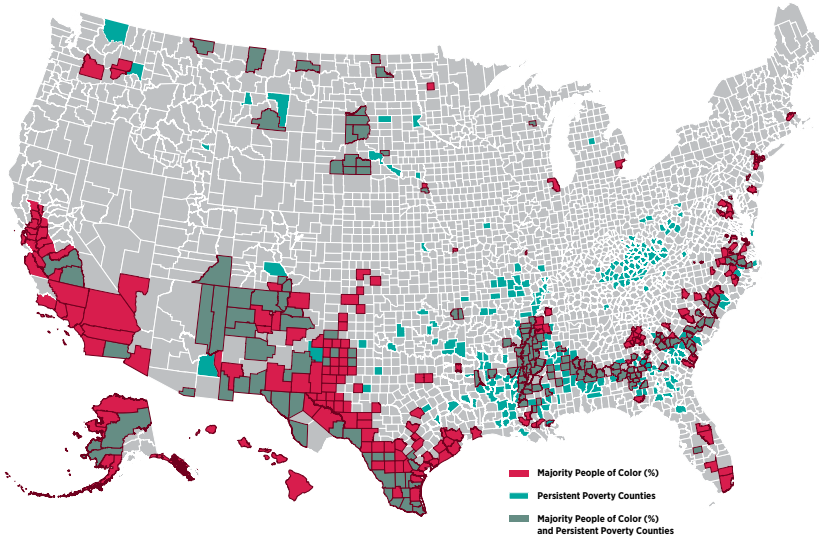 Majority People of Color (%)
Persistent Poverty Counties
Majority People of Color (%)
and Persistent Poverty Counties